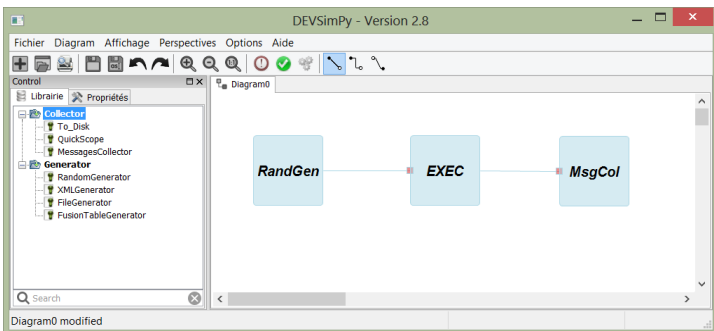 DEVSimPy - Version 2.8
Fichier Diagram Affichage Perspectives Options Aide
Control
Librairie Propriétés
Diagram0
Collector
To_Disk
QuickScope
MessagesCollector
Generator
RandomGenerator
XMLGenerator
FileGenerator
FusionTableGenerator
RandGen EXEC MsgCol
Search
Diagram0 modified